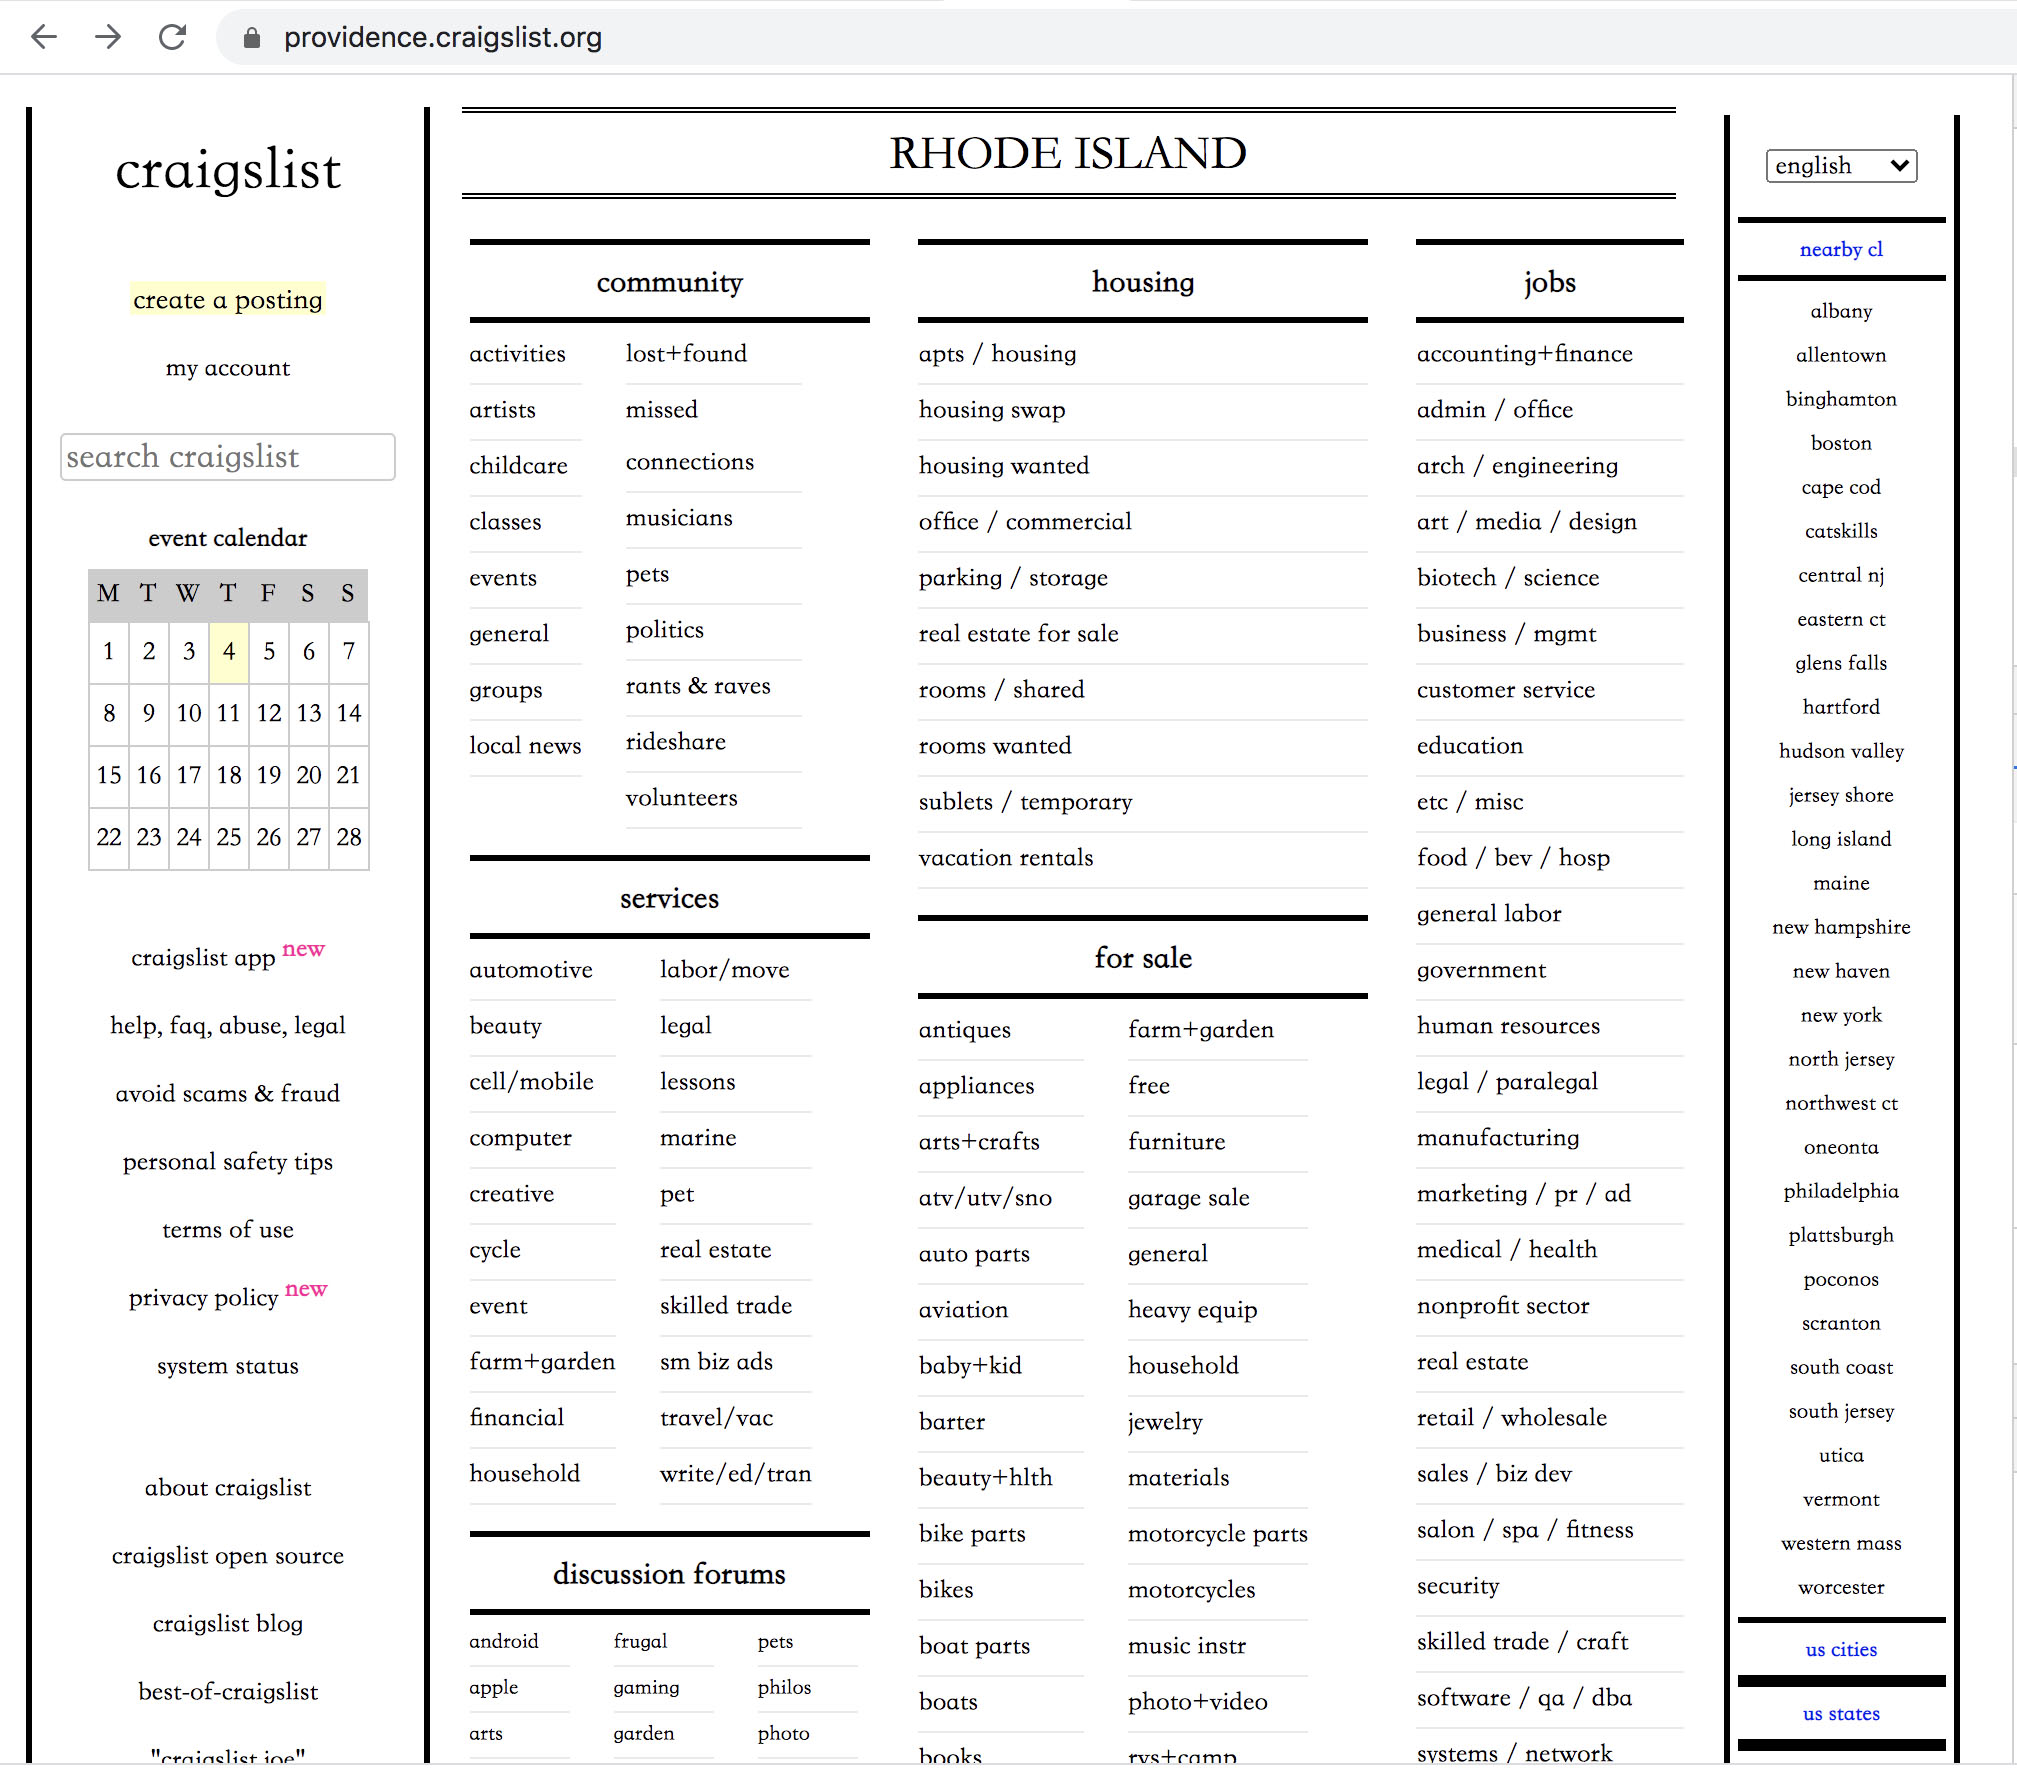 providence.craigslist.org
craigslist
create a posting
my account
search craigslist
event calendar
M T W T F S S
1 2 3 4 5 6 7
8 9 10 11 12 13 14
15 16 17 18 19 20 21
22 23 24 25 26 27 28
craigslist app new
help, faq, abuse, legal
avoid scams & fraud
personal safety tips
terms of use
privacy policy new
system status
about craigslist
craigslist open source
craigslist blog
best-of-craigslist
"craigslist joe"
RHODE ISLAND
community
activities
artists
childcare
classes
events
general
groups
local news
lost+found
missed
connections
musicians
pets
politics
rants & raves
rideshare
volunteers
services
automotive
beauty
cell/mobile
computer
creative
cycle
event
farm+garden
financial
household
labor/move
legal
lessons
marine
pet
real estate
skilled trade
sm biz ads
travel/vac
write/ed/tran
discussion forums
android
apple
arts
frugal
gaming
garden
pets
philos
photo
housing
apts / housing
housing swap
housing wanted
office / commercial
parking / storage
real estate for sale
rooms / shared
rooms wanted
sublets / temporary
vacation rentals
for sale
antiques
appliances
arts+crafts
atv/utv/sno
auto parts
aviation
baby+kid
barter
beauty+hlth
bike parts
bikes
boat parts
boats
books
farm+garden
free
furniture
garage sale
general
heavy equip
household
jewelry
materials
motorcycle parts
motorcycles
music instr
photo+video
rvs+camp
jobs
accounting+finance
admin / office
arch / engineering
art / media / design
biotech / science
business / mgmt
customer service
education
etc / misc
food / bev / hosp
general labor
government
human resources
legal / paralegal
manufacturing
marketing / pr / ad
medical / health
nonprofit sector
real estate
retail / wholesale
sales / biz dev
salon / spa / fitness
security
skilled trade / craft
software / qa / dba
systems / network
english
nearby cl
albany
allentown
binghamton
boston
cape cod
catskills
central nj
eastern ct
glens falls
hartford
hudson valley
jersey shore
long island
maine
new hampshire
new haven
new york
north jersey
northwest ct
oneonta
philadelphia
plattsburgh
poconos
scranton
south coast
south jersey
utica
vermont
western mass
worcester
us cities
us states